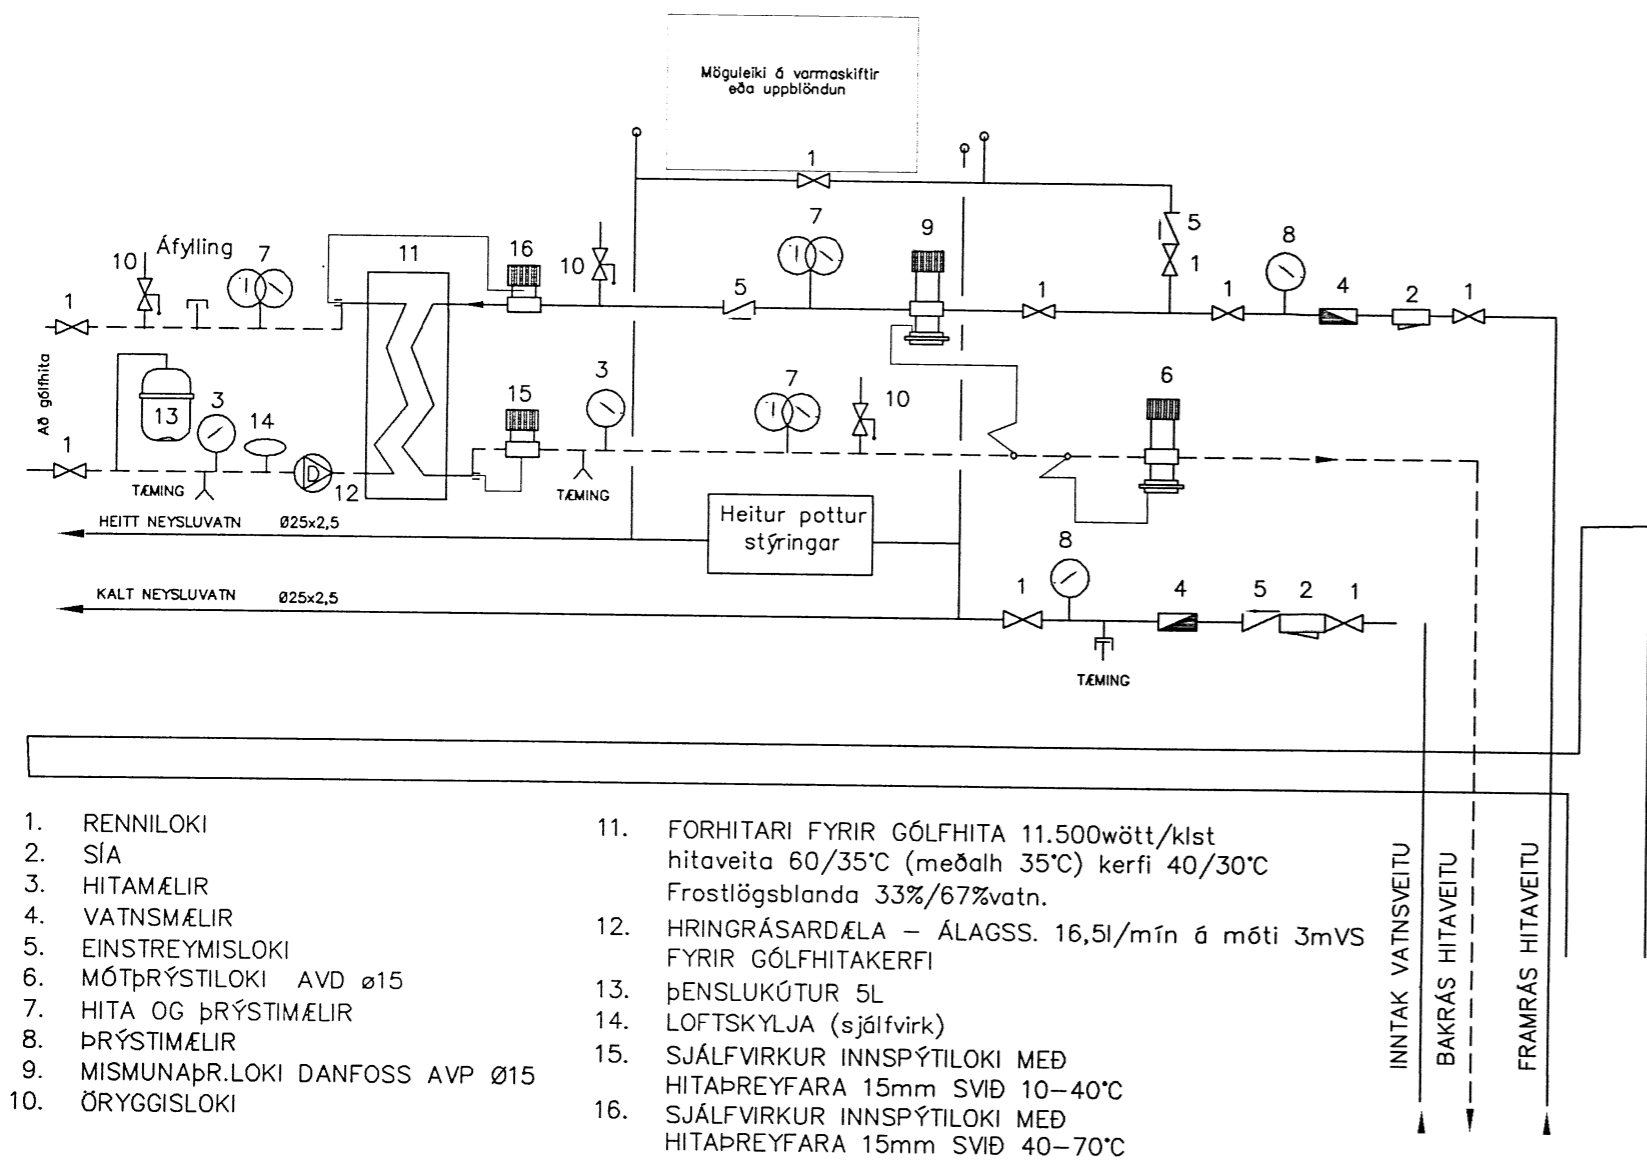 Möguleiki á varmaskiftir
eða uppblöndun
1
5
1
7
9
8
Áfylling
10
7
11
16
10
5
1
1
4
2
1
1
Að gólfhita
13
3
14
15
3
7
10
6
1
D
12
TÆMING
TÆMING
HEITT NEYSLUVATN Ø25x2,5
Heitur pottur
stýringar
8
KALT NEYSLUVATN Ø25x2,5
1
4
5
2
1
TÆMING
1. RENNILOKI
2. SÍA
3. HITAMÆLIR
4. VATNSMÆLIR
5. EINSTREYMISLOKI
6. MÓTÞRÝSTILOKI AVD ø15
7. HITA OG ÞRÝSTIMÆLIR
8. ÞRÝSTIMÆLIR
9. MISMUNAÞR.LOKI DANFOSS AVP Ø15
10. ÖRYGGISLOKI
11. FORHITARI FYRIR GÓLFHITA 11.500wött/klst
hitaveita 60/35°C (meðalh 35°C) kerfi 40/30°C
Frostlögsblanda 33%/67%vatn.
12. HRINGRÁSARDÆLA – ÁLAGSS. 16,5l/mín á móti 3mVS
FYRIR GÓLFHITAKERFI
13. ÞENSLUKÚTUR 5L
14. LOFTSKYLJA (sjálfvirk)
15. SJÁLFVIRKUR INNSPÝTILOKI MEÐ
HITAÞREYFARA 15mm SVIÐ 10–40°C
16. SJÁLFVIRKUR INNSPÝTILOKI MEÐ
HITAÞREYFARA 15mm SVIÐ 40–70°C
INNTAK VATNSVEITU
BAKRÁS HITAVEITU
FRAMRÁS HITAVEITU